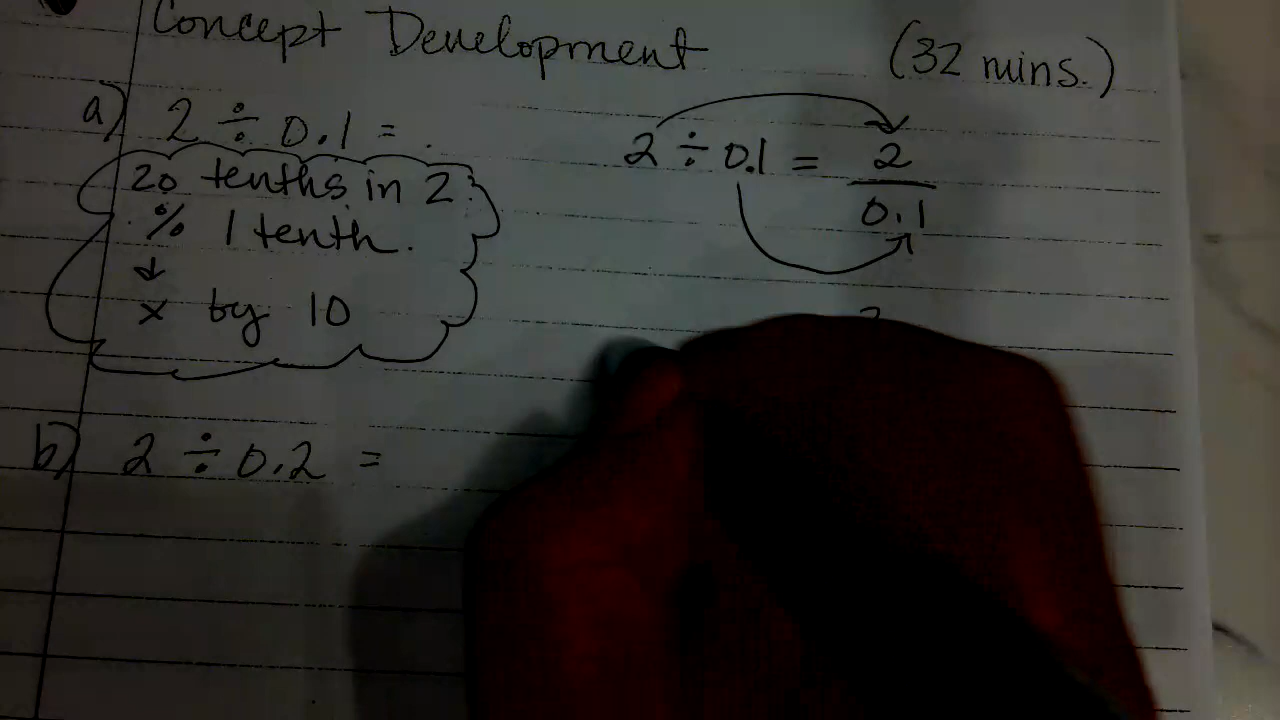 Concept Development (32 mins.)
a) 2 ÷ 0.1 = .
20 tenths in 2.
% 1 tenth.
↓
x by 10
2 ÷ 0.1 = 2/0.1
b) 2 ÷ 0.2 =